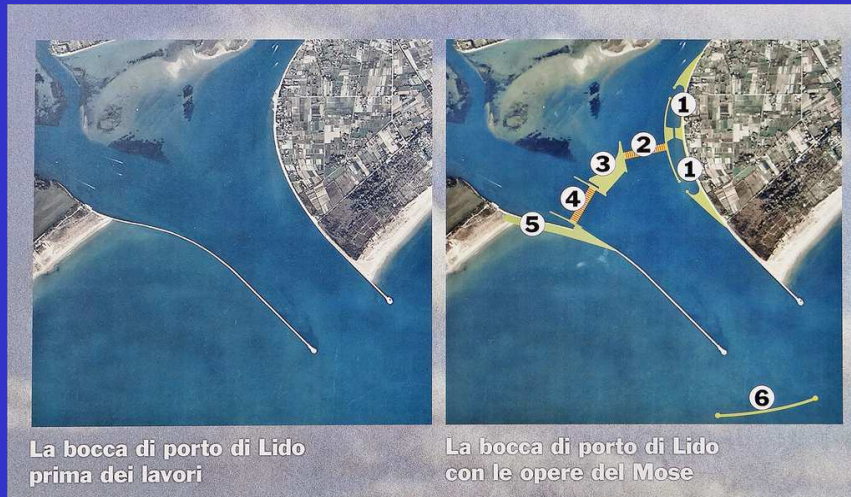 1
2
3
1
4
5
6
La bocca di porto di Lido
prima dei lavori
La bocca di porto di Lido
con le opere del Mose